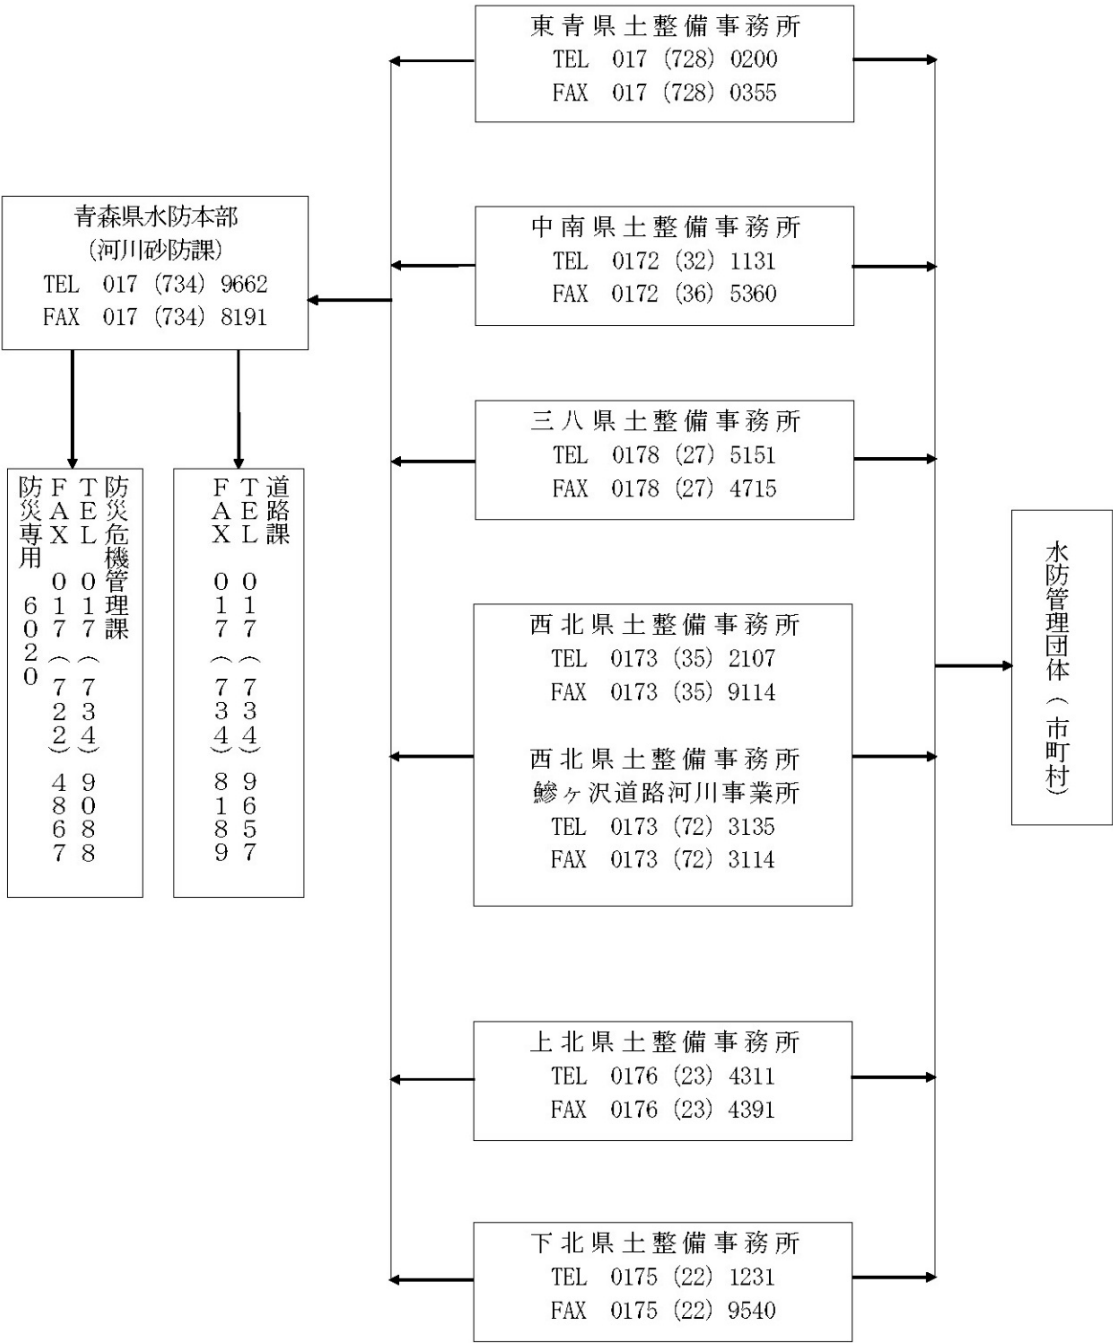 東青県土整備事務所
TEL 017 (728) 0200
FAX 017 (728) 0355
青森県水防本部
（河川砂防課）
TEL 017 (734) 9662
FAX 017 (734) 8191
中南県土整備事務所
TEL 0172 (32) 1131
FAX 0172 (36) 5360
三八県土整備事務所
TEL 0178 (27) 5151
FAX 0178 (27) 4715
防災危機管理課
ＴＥＬ ０１７（７３４）９０８８
ＦＡＸ ０１７（７２２）４８６７
防災専用 ６０２０
道路課
ＴＥＬ ０１７（７３４）９６５７
ＦＡＸ ０１７（７３４）８１８９
西北県土整備事務所
TEL 0173 (35) 2107
FAX 0173 (35) 9114
西北県土整備事務所
鰺ヶ沢道路河川事業所
TEL 0173 (72) 3135
FAX 0173 (72) 3114
水防管理団体（市町村）
上北県土整備事務所
TEL 0176 (23) 4311
FAX 0176 (23) 4391
下北県土整備事務所
TEL 0175 (22) 1231
FAX 0175 (22) 9540